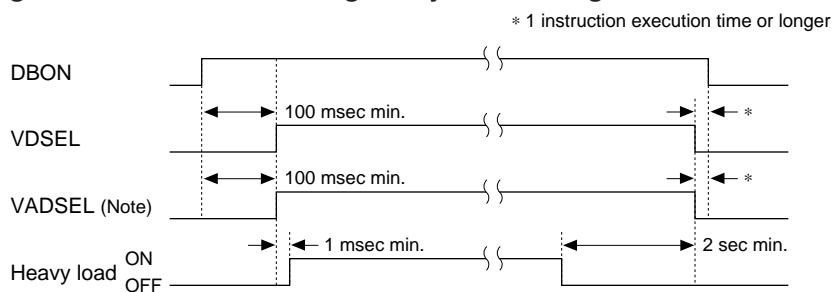 ∗ 1 instruction execution time or longer
DBON
100 msec min.
∗
VDSEL
100 msec min.
∗
VADSEL (Note)
1 msec min.
2 sec min.
Heavy load ON
OFF